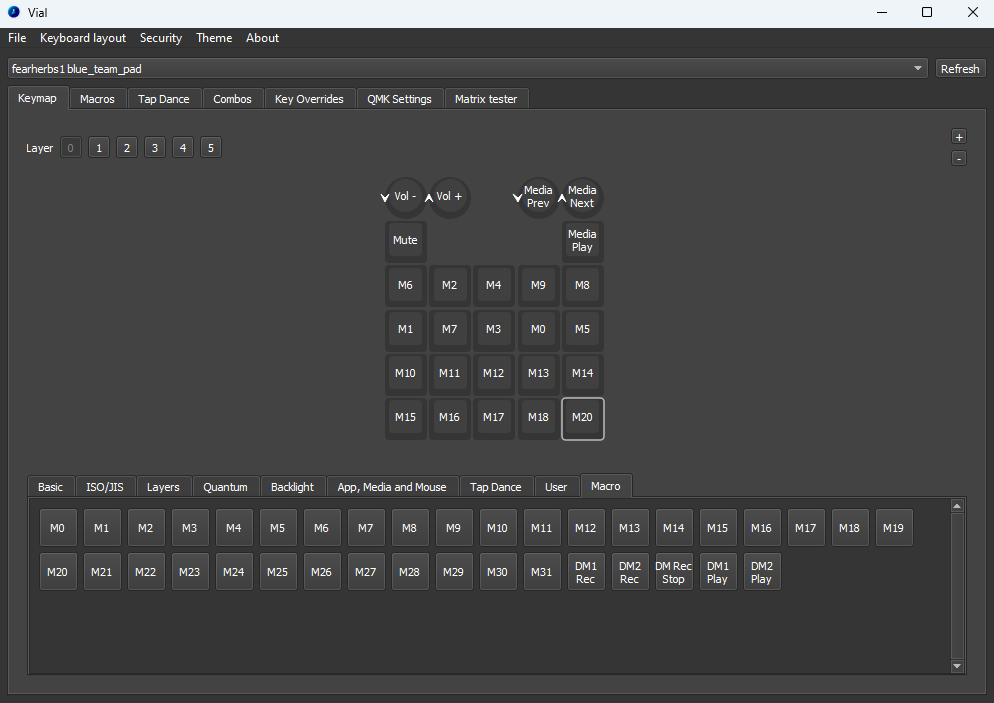 Vial
File Keyboard layout Security Theme About
fearherbs1 blue_team_pad Refresh
Keymap Macros Tap Dance Combos Key Overrides QMK Settings Matrix tester
Layer 0 1 2 3 4 5 +
-
Vol - Vol + Media Prev Media Next
Mute Media Play
M6 M2 M4 M9 M8
M1 M7 M3 M0 M5
M10 M11 M12 M13 M14
M15 M16 M17 M18 M20
Basic ISO/JIS Layers Quantum Backlight App, Media and Mouse Tap Dance User Macro
M0 M1 M2 M3 M4 M5 M6 M7 M8 M9 M10 M11 M12 M13 M14 M15 M16 M17 M18 M19
M20 M21 M22 M23 M24 M25 M26 M27 M28 M29 M30 M31 DM1 Rec DM2 Rec DM Rec Stop DM1 Play DM2 Play